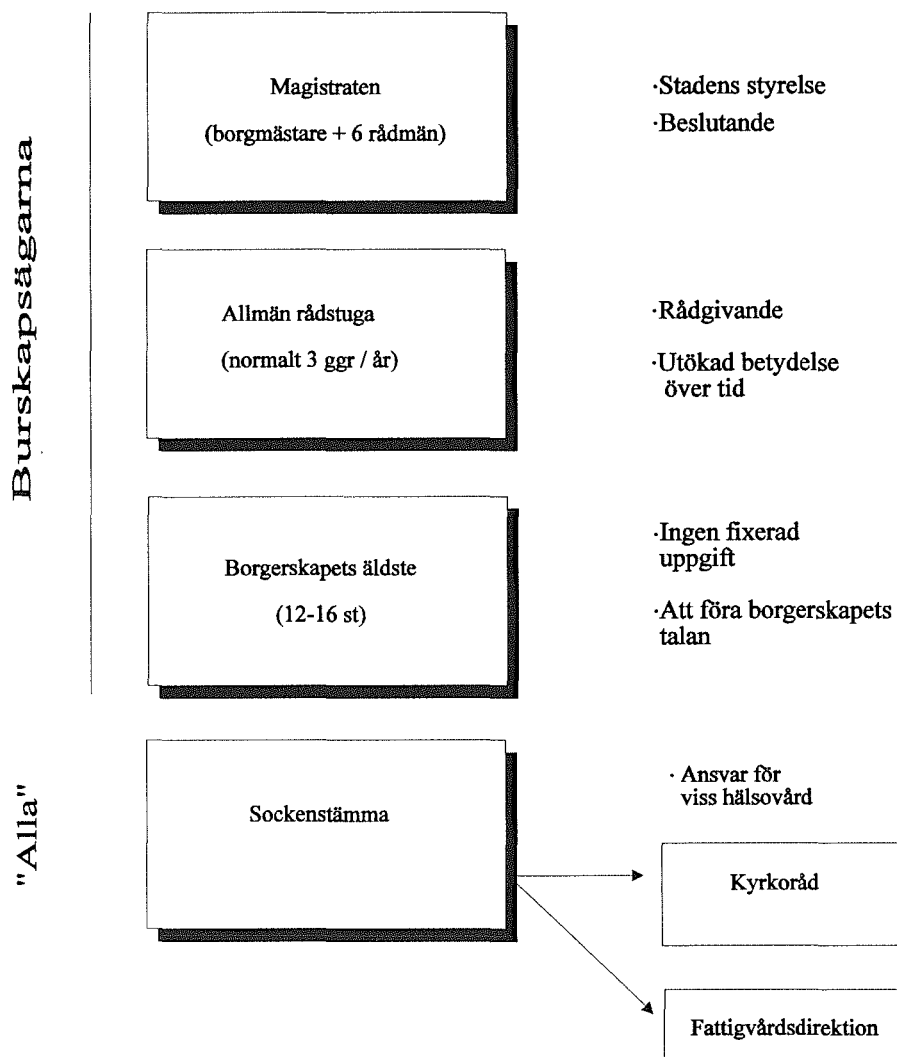 Burskapsägarna
Magistraten
(borgmästare + 6 rådmän)
·Stadens styrelse
·Beslutande
Allmän rådstuga
(normalt 3 ggr / år)
·Rådgivande
·Utökad betydelse
över tid
Borgerskapets äldste
(12-16 st)
·Ingen fixerad
uppgift
·Att föra borgerskapets
talan
"Alla"
Sockenstämma
· Ansvar för
viss hälsovård
Kyrkoråd
Fattigvårdsdirektion